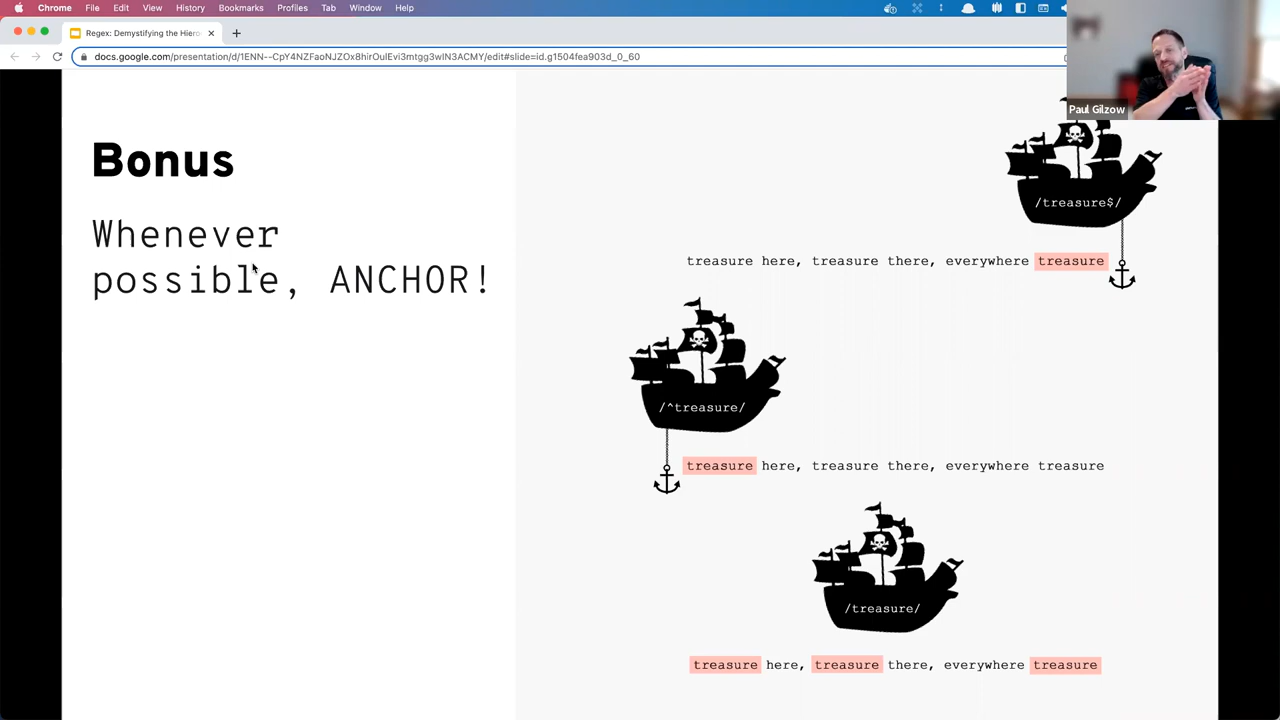 Chrome File Edit View History Bookmarks Profiles Tab Window Help
Regex: Demystifying the Hiero
docs.google.com/presentation/d/1ENN--CpY4NZFaoNJZOx8hirOulEvi3mtgg3wIN3ACMY/edit#slide=id.g1504fea903d_0_60
Paul Gilzow
Bonus
Whenever
possible, ANCHOR!
/treasure$/
treasure here, treasure there, everywhere treasure
/^treasure/
treasure here, treasure there, everywhere treasure
/treasure/
treasure here, treasure there, everywhere treasure